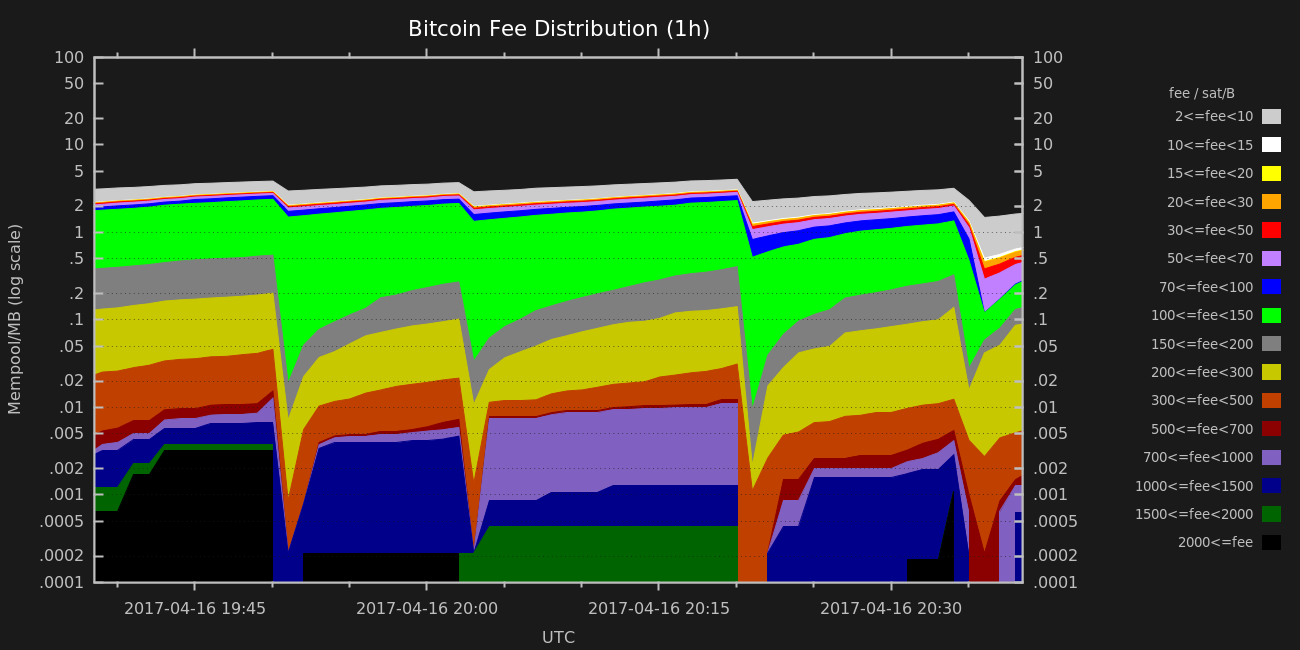 Bitcoin Fee Distribution (1h)
100
50
20
10
5
2
1
.5
.2
.1
.05
.02
.01
.005
.002
.001
.0005
.0002
.0001
Mempool/MB (log scale)
100
50
20
10
5
2
1
.5
.2
.1
.05
.02
.01
.005
.002
.001
.0005
.0002
.0001
2017-04-16 19:45
2017-04-16 20:00
2017-04-16 20:15
2017-04-16 20:30
UTC
fee / sat/B
2<=fee<10
10<=fee<15
15<=fee<20
20<=fee<30
30<=fee<50
50<=fee<70
70<=fee<100
100<=fee<150
150<=fee<200
200<=fee<300
300<=fee<500
500<=fee<700
700<=fee<1000
1000<=fee<1500
1500<=fee<2000
2000<=fee